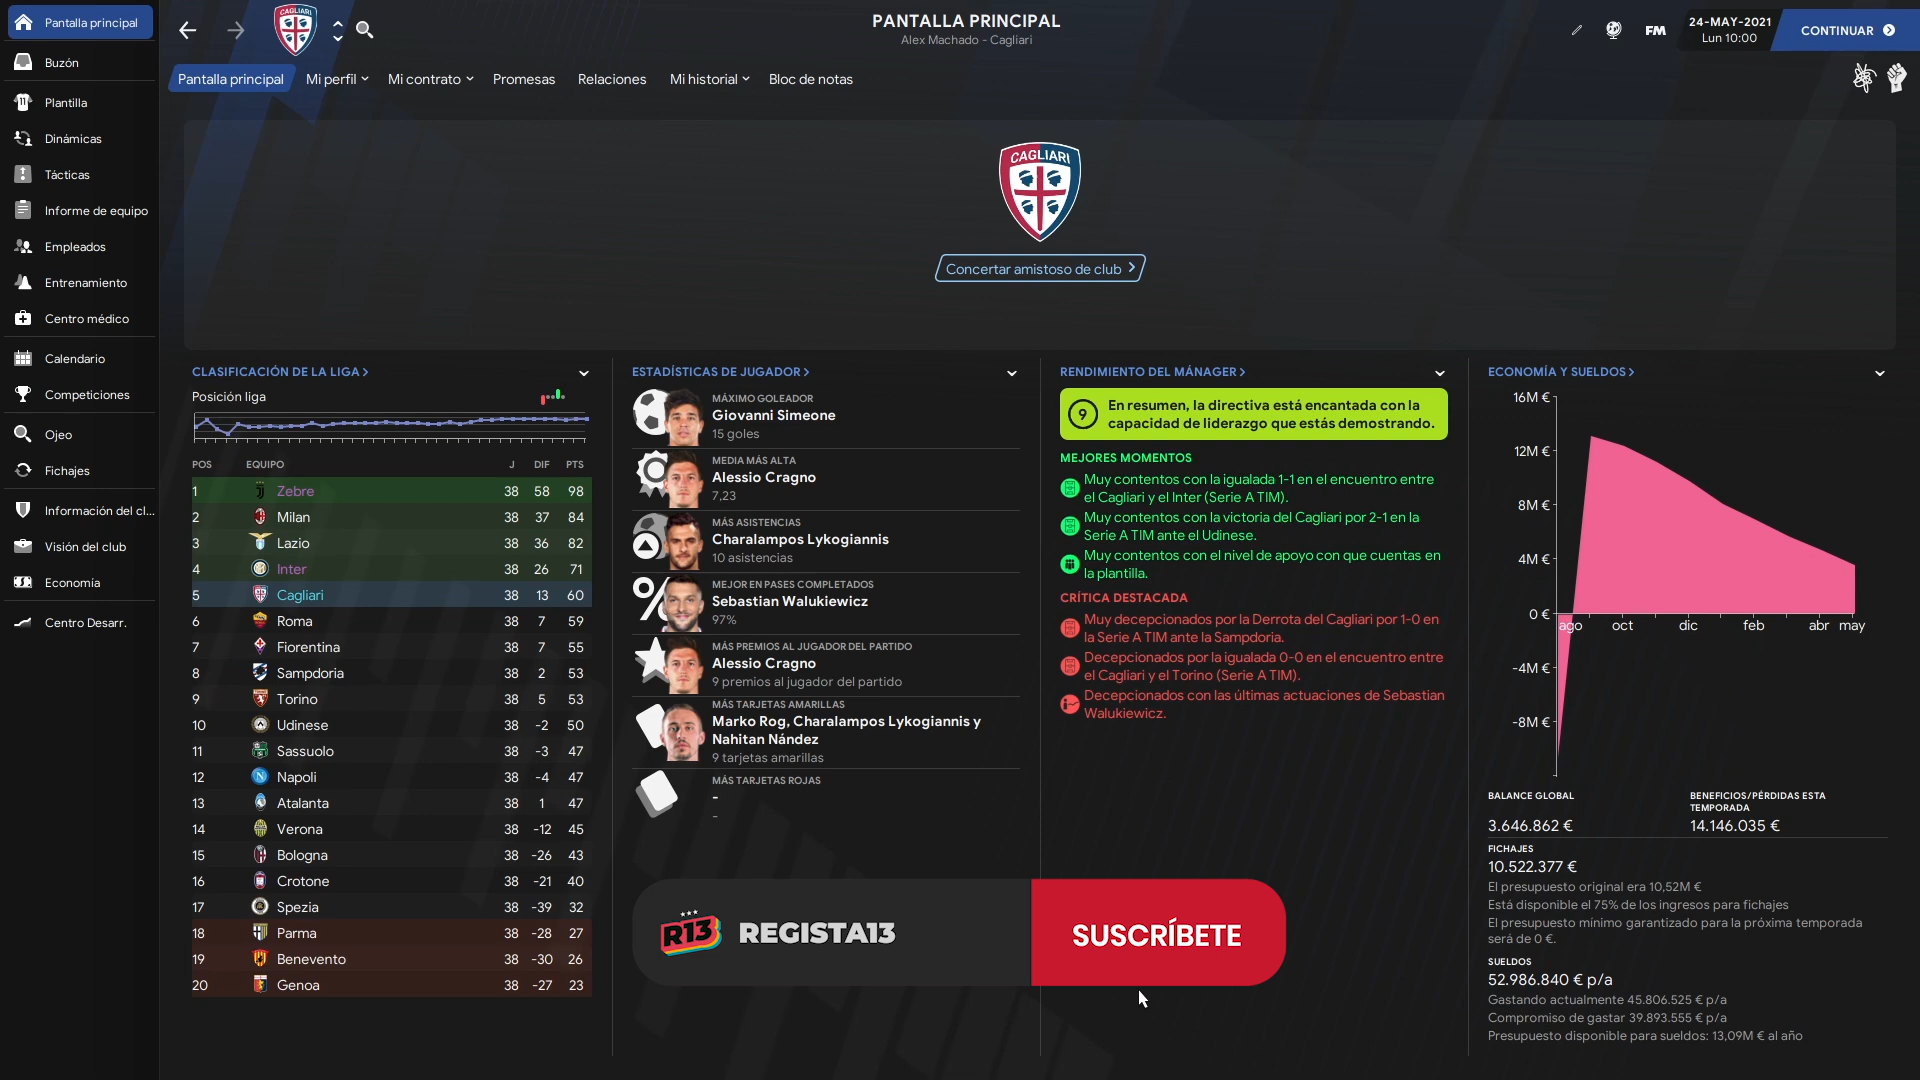 Pantalla principal
Buzón
Plantilla
Dinámicas
Tácticas
Informe de equipo
Empleados
Entrenamiento
Centro médico
Calendario
Competiciones
Ojeo
Fichajes
Información del cl...
Visión del club
Economía
Centro Desarr.
CAGLIARI
PANTALLA PRINCIPAL
Alex Machado - Cagliari
FM
24-MAY-2021
Lun 10:00
CONTINUAR
Pantalla principal
Mi perfil
Mi contrato
Promesas
Relaciones
Mi historial
Bloc de notas
CAGLIARI
Concertar amistoso de club
CLASIFICACIÓN DE LA LIGA
Posición liga
POS EQUIPO J DIF PTS
1 Zebre 38 58 98
2 Milan 38 37 84
3 Lazio 38 36 82
4 Inter 38 26 71
5 Cagliari 38 13 60
6 Roma 38 7 59
7 Fiorentina 38 7 55
8 Sampdoria 38 2 53
9 Torino 38 5 53
10 Udinese 38 -2 50
11 Sassuolo 38 -3 47
12 Napoli 38 -4 47
13 Atalanta 38 1 47
14 Verona 38 -12 45
15 Bologna 38 -26 43
16 Crotone 38 -21 40
17 Spezia 38 -39 32
18 Parma 38 -28 27
19 Benevento 38 -30 26
20 Genoa 38 -27 23
ESTADÍSTICAS DE JUGADOR
MÁXIMO GOLEADOR
Giovanni Simeone
15 goles
MEDIA MÁS ALTA
Alessio Cragno
7,23
MÁS ASISTENCIAS
Charalampos Lykogiannis
10 asistencias
MEJOR EN PASES COMPLETADOS
Sebastian Walukiewicz
97%
MÁS PREMIOS AL JUGADOR DEL PARTIDO
Alessio Cragno
9 premios al jugador del partido
MÁS TARJETAS AMARILLAS
Marko Rog, Charalampos Lykogiannis y
Nahitan Nández
9 tarjetas amarillas
MÁS TARJETAS ROJAS
-
-
RENDIMIENTO DEL MÁNAGER
9
En resumen, la directiva está encantada con la
capacidad de liderazgo que estás demostrando.
MEJORES MOMENTOS
Muy contentos con la igualada 1-1 en el encuentro entre
el Cagliari y el Inter (Serie A TIM).
Muy contentos con la victoria del Cagliari por 2-1 en la
Serie A TIM ante el Udinese.
Muy contentos con el nivel de apoyo con que cuentas en
la plantilla.
CRÍTICA DESTACADA
Muy decepcionados por la Derrota del Cagliari por 1-0 en
la Serie A TIM ante la Sampdoria.
Decepcionados por la igualada 0-0 en el encuentro entre
el Cagliari y el Torino (Serie A TIM).
Decepcionados con las últimas actuaciones de Sebastian
Walukiewicz.
ECONOMÍA Y SUELDOS
16M €
12M €
8M €
4M €
0 €
-4M €
-8M €
ago oct dic feb abr may
BALANCE GLOBAL
3.646.862 €
BENEFICIOS/PÉRDIDAS ESTA
TEMPORADA
14.146.035 €
FICHAJES
10.522.377 €
El presupuesto original era 10,52M €
Está disponible el 75% de los ingresos para fichajes
El presupuesto mínimo garantizado para la próxima temporada
será de 0 €.
SUELDOS
52.986.840 € p/a
Gastando actualmente 45.806.525 € p/a
Compromiso de gastar 39.893.555 € p/a
Presupuesto disponible para sueldos: 13,09M € al año
R13
REGISTA13
SUSCRÍBETE